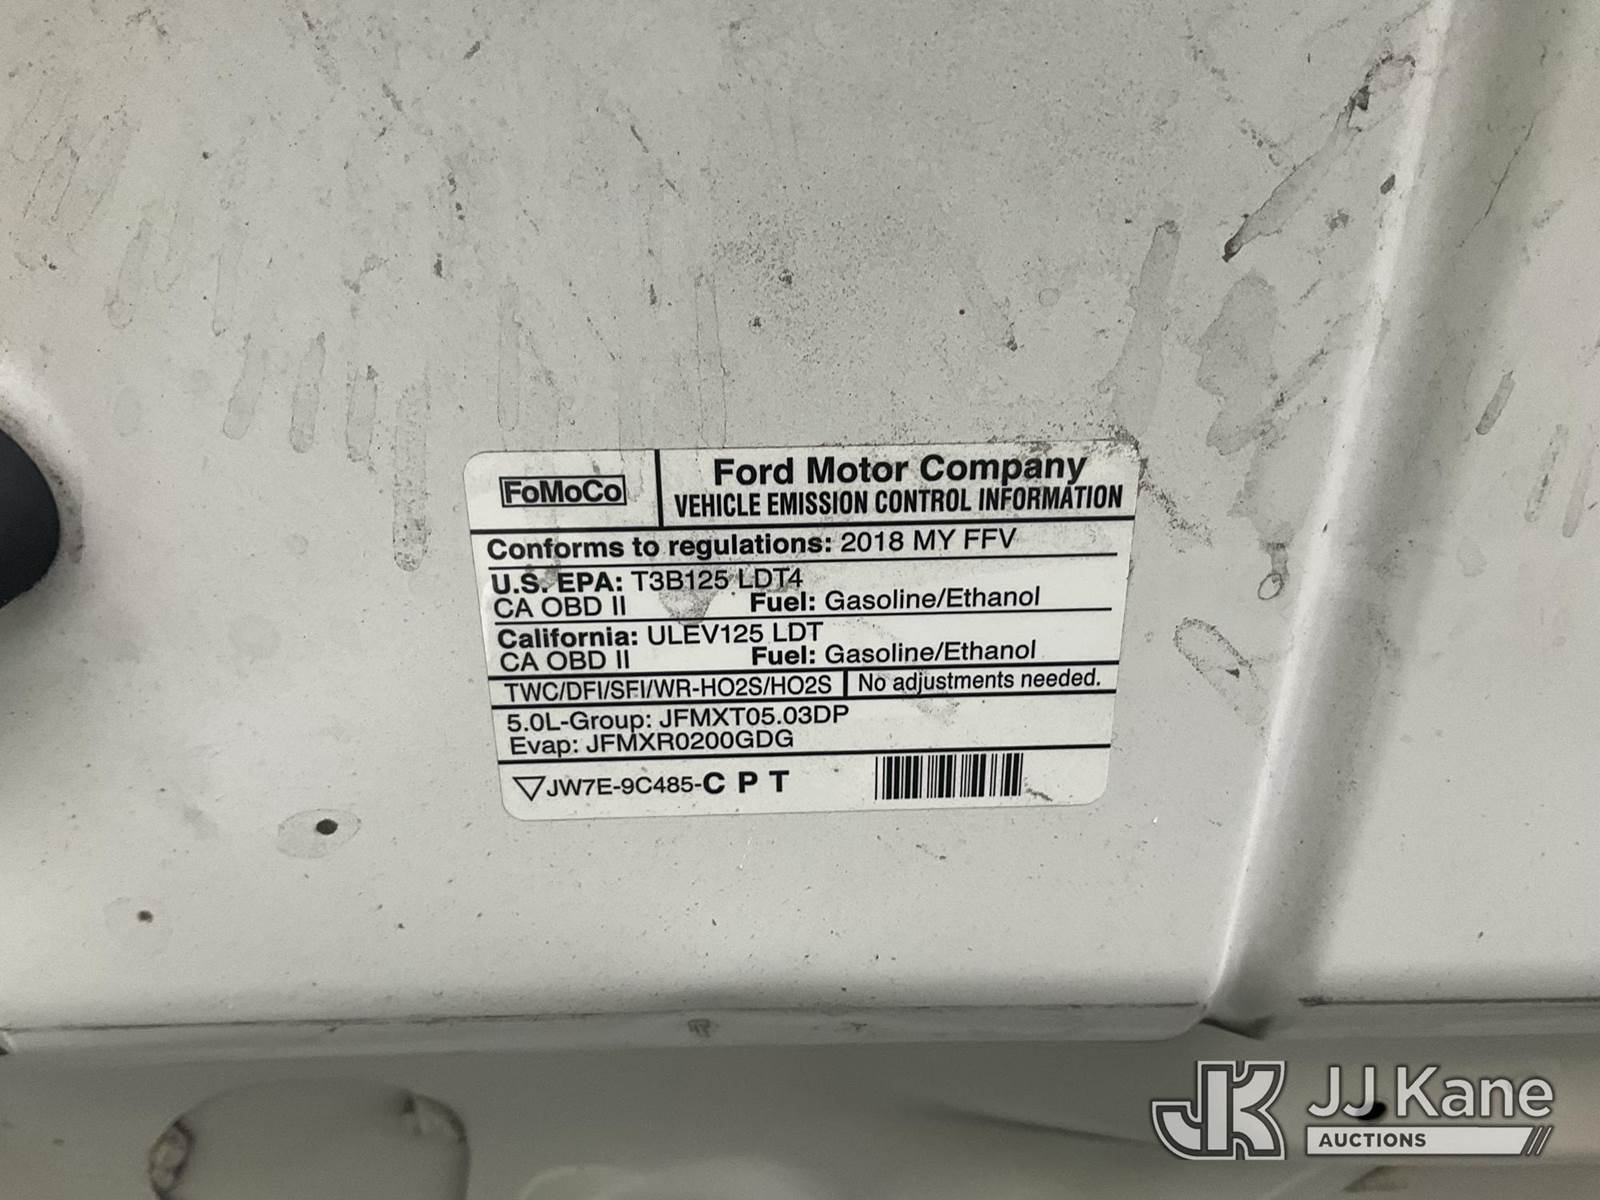 FoMoCo
Ford Motor Company
VEHICLE EMISSION CONTROL INFORMATION
Conforms to regulations: 2018 MY FFV
U.S. EPA: T3B125 LDT4
CA OBD II Fuel: Gasoline/Ethanol
California: ULEV125 LDT
CA OBD II Fuel: Gasoline/Ethanol
TWC/DFI/SFI/WR-HO2S/HO2S No adjustments needed.
5.0L-Group: JFMXT05.03DP
Evap: JFMXR0200GDG
JW7E-9C485-C P T
JK JJ Kane
AUCTIONS